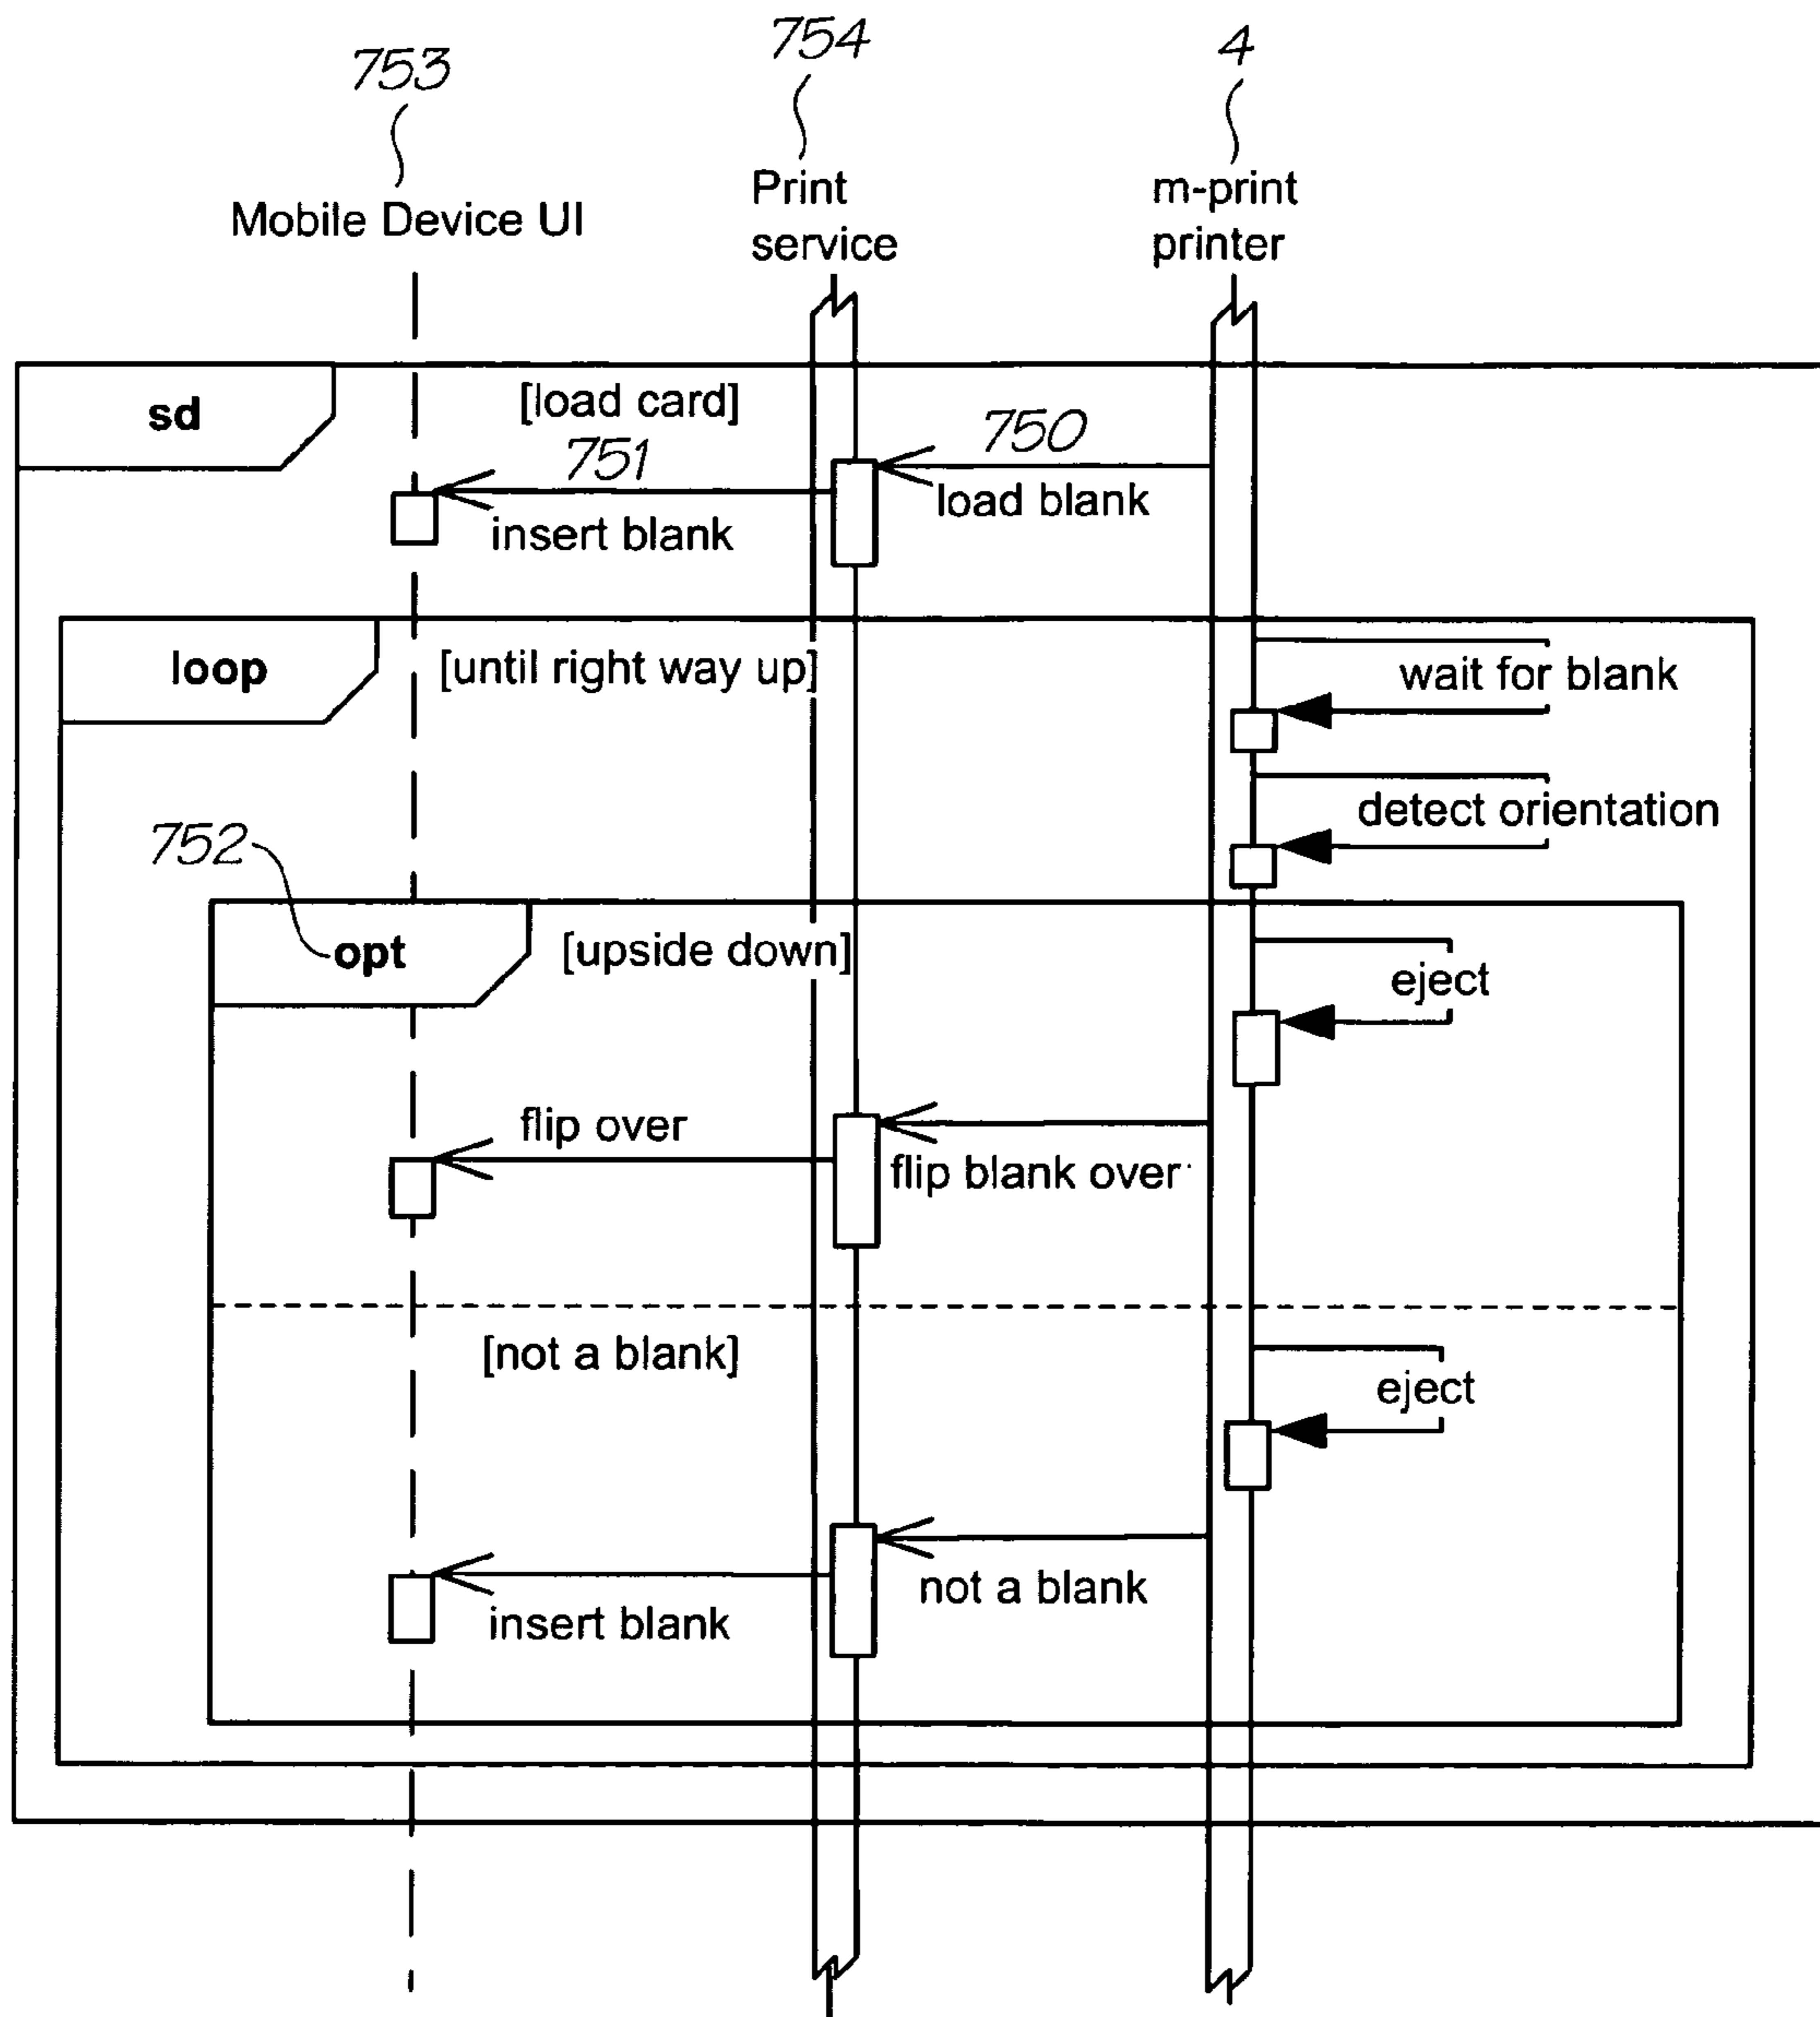 753
754
4
Mobile Device UI
Print
service
m-print
printer
sd
[load card]
751
750
insert blank
load blank
loop
[until right way up]
wait for blank
detect orientation
752
opt
[upside down]
eject
flip over
flip blank over
[not a blank]
eject
not a blank
insert blank